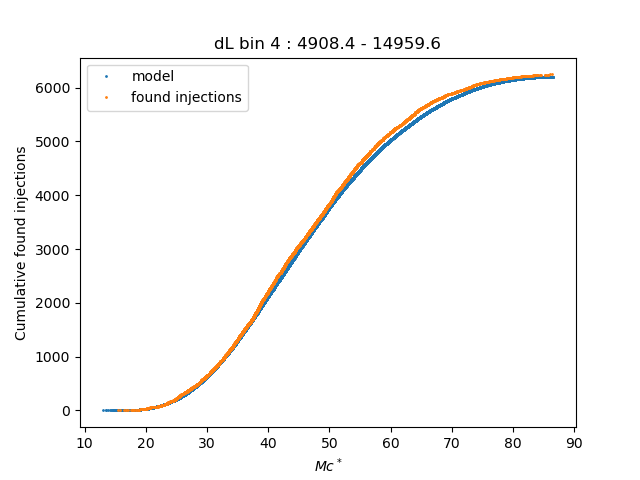 dL bin 4 : 4908.4 - 14959.6
model
found injections
Cumulative found injections
6000
5000
4000
3000
2000
1000
0
10 20 30 40 50 60 70 80 90
Mc*